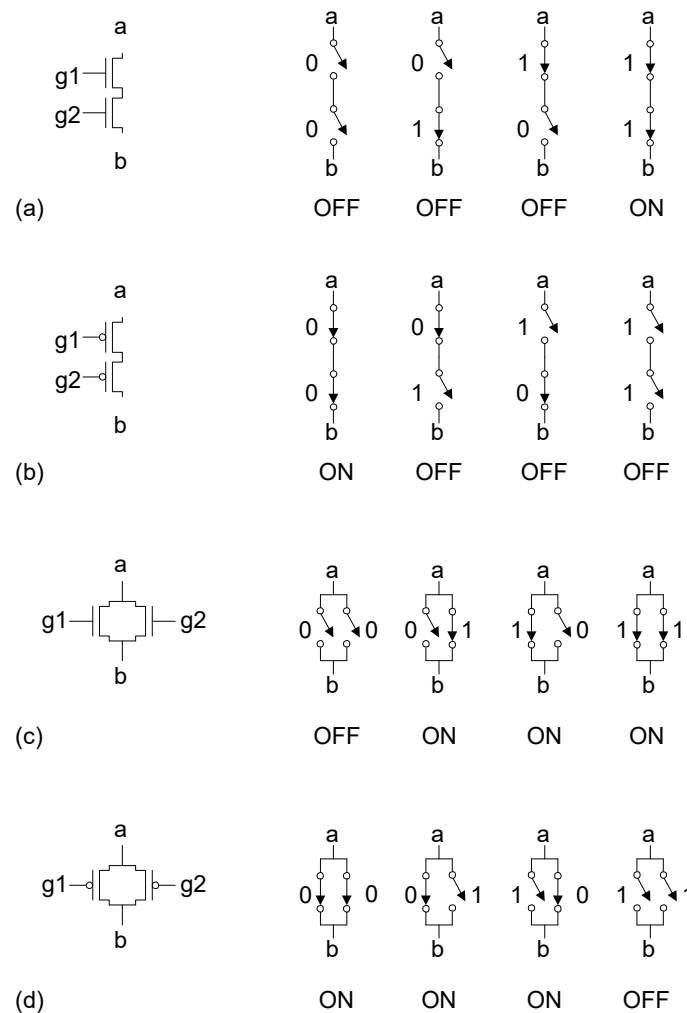 a a a a a
g1 0 0 1 1
g2 0 1 0 1
b b b b b
(a) OFF OFF OFF ON
a a a a a
g1 0 0 1 1
g2 0 1 0 1
b b b b b
(b) ON OFF OFF OFF
a a a a a
g1 g2 0 0 0 1 1 0 1 1
b b b b b
(c) OFF ON ON ON
a a a a a
g1 g2 0 0 0 1 1 0 1 1
b b b b b
(d) ON ON ON OFF